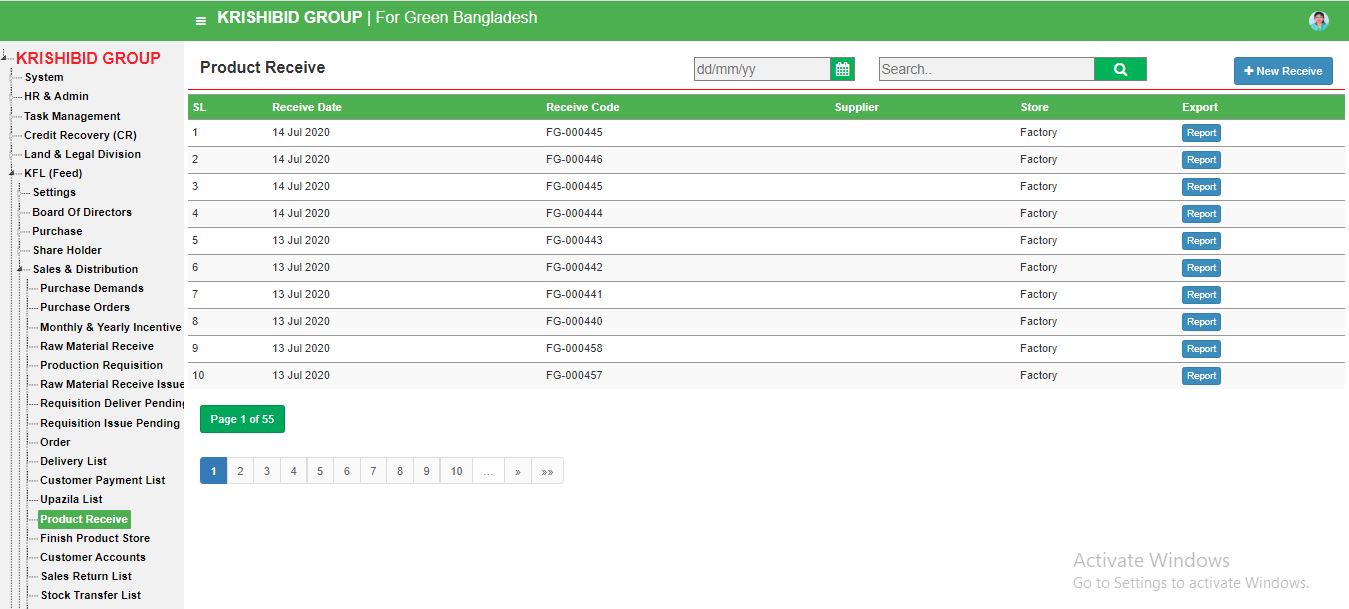 KRISHIBID GROUP | For Green Bangladesh
KRISHIBID GROUP
System
HR & Admin
Task Management
Credit Recovery (CR)
Land & Legal Division
KFL (Feed)
Settings
Board Of Directors
Purchase
Share Holder
Sales & Distribution
Purchase Demands
Purchase Orders
Monthly & Yearly Incentive
Raw Material Receive
Production Requisition
Raw Material Receive Issue
Requisition Deliver Pending
Requisition Issue Pending
Order
Delivery List
Customer Payment List
Upazila List
Product Receive
Finish Product Store
Customer Accounts
Sales Return List
Stock Transfer List
Product Receive dd/mm/yy Search.. + New Receive
SL Receive Date Receive Code Supplier Store Export
1 14 Jul 2020 FG-000445 Factory Report
2 14 Jul 2020 FG-000446 Factory Report
3 14 Jul 2020 FG-000445 Factory Report
4 14 Jul 2020 FG-000444 Factory Report
5 13 Jul 2020 FG-000443 Factory Report
6 13 Jul 2020 FG-000442 Factory Report
7 13 Jul 2020 FG-000441 Factory Report
8 13 Jul 2020 FG-000440 Factory Report
9 13 Jul 2020 FG-000458 Factory Report
10 13 Jul 2020 FG-000457 Factory Report
Page 1 of 55
1 2 3 4 5 6 7 8 9 10 ... » »»
Activate Windows
Go to Settings to activate Windows.